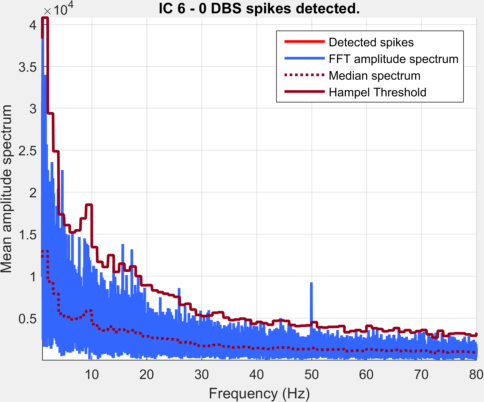 IC 6 - 0 DBS spikes detected.
4 ×10⁴
3.5
3
2.5
2
1.5
1
0.5
10 20 30 40 50 60 70 80
Mean amplitude spectrum
Frequency (Hz)
Detected spikes
FFT amplitude spectrum
Median spectrum
Hampel Threshold